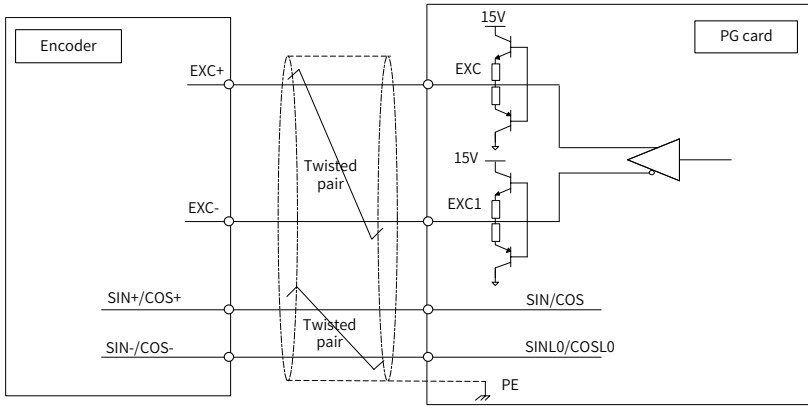 15V
Encoder
PG card
EXC+
EXC
Twisted
pair
15V
EXC-
EXC1
SIN+/COS+
SIN/COS
Twisted
pair
SIN-/COS-
SINL0/COSL0
PE